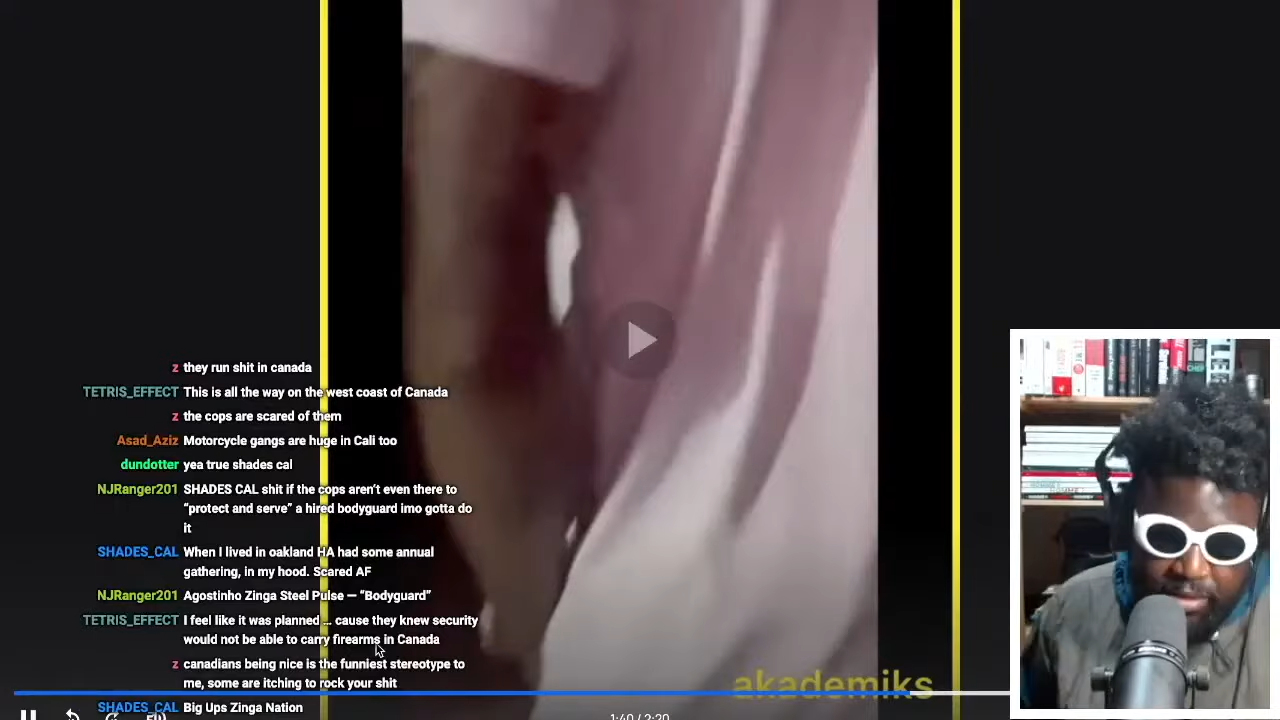 z they run shit in canada
TETRIS_EFFECT This is all the way on the west coast of Canada
z the cops are scared of them
Asad_Aziz Motorcycle gangs are huge in Cali too
dundotter yea true shades cal
NJRanger201 SHADES CAL shit if the cops even there to
"protect and serve" a hired bodyguard imo gotta do
it
SHADES_CAL When I lived in oakland HA had some annual
gathering, in my hood. Scared AF
NJRanger201 Agostinho Zinga Steel Pulse — "Bodyguard"
TETRIS_EFFECT I feel like it was planned ... cause they knew security
would not be able to carry firearms in Canada
z canadians being nice is the funniest stereotype to
me, some are itching to rock your shit
akademiks
SHADES_CAL Big Ups Zinga Nation
1:40 / 2:20